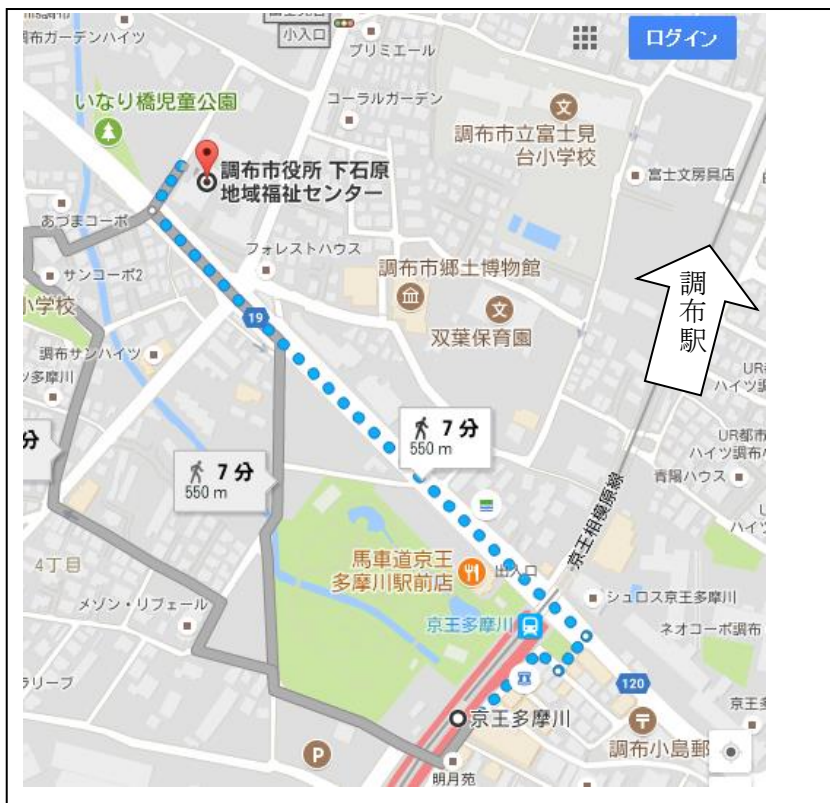 調布ガーデンハイツ
富士見台
小入口
プリミエール
ログイン
いなり橋児童公園
コーラルガーデン
調布市立富士見
台小学校
調布市役所 下石原
地域福祉センター
富士文房具店
あづまコーポ
フォレストハウス
サンコーポ2
調布市郷土博物館
小学校
19
双葉保育園
調布駅
調布サンハイツ
ツ多摩川
UR都市
ハイツ調布
7 分
550 m
7 分
550 m
分
青陽ハウス
京王相模原線
4丁目
馬車道京王
多摩川駅前店
出入口
メゾン・リブェール
シュロス京王多摩川
京王多摩川
ネオコーポ調布
ラリーブ
120
京王多摩川
P
調布小島郵
明月苑